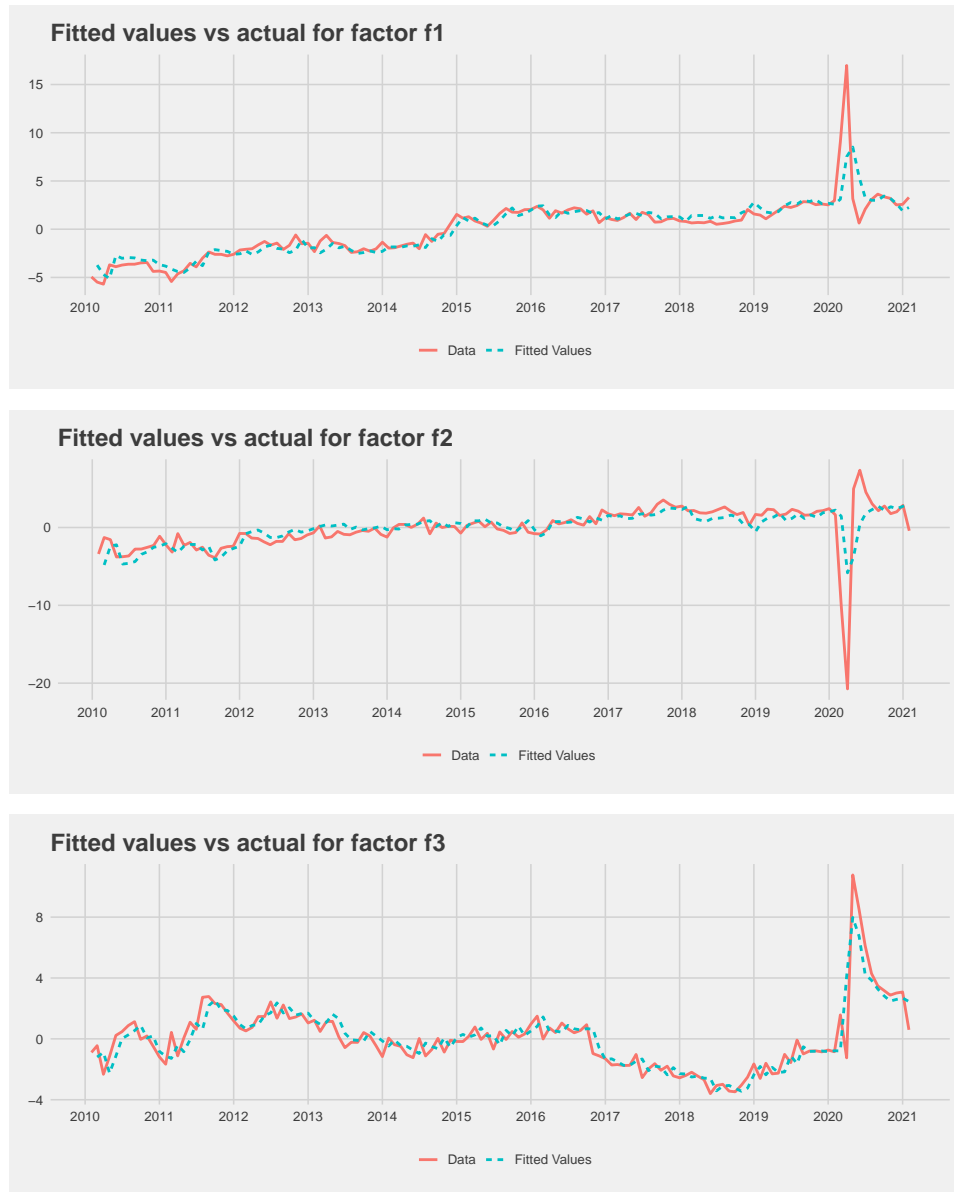 Fitted values vs actual for factor f1
15
10
5
0
−5
2010 2011 2012 2013 2014 2015 2016 2017 2018 2019 2020 2021
Data Fitted Values
Fitted values vs actual for factor f2
0
−10
−20
2010 2011 2012 2013 2014 2015 2016 2017 2018 2019 2020 2021
Data Fitted Values
Fitted values vs actual for factor f3
8
4
0
−4
2010 2011 2012 2013 2014 2015 2016 2017 2018 2019 2020 2021
Data Fitted Values